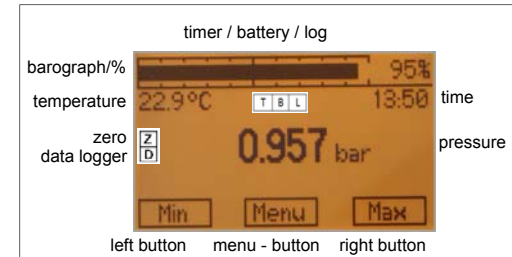 timer / battery / log
barograph/% 95%
temperature 22.9°C T B L 13:50 time
zero Z
data logger D 0.957 bar pressure
Min Menu Max
left button menu - button right button